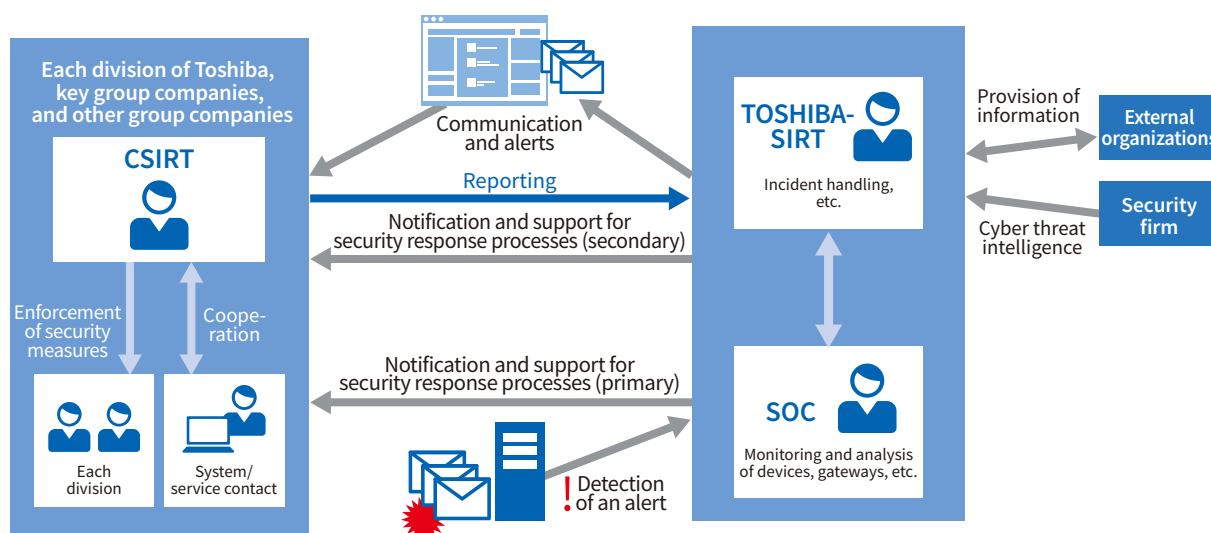 Each division of Toshiba,
key group companies,
and other group companies
CSIRT
Enforcement
of security
measures
Coope-
ration
Each
division
System/
service contact
Communication
and alerts
Reporting
Notification and support for
security response processes (secondary)
Notification and support for
security response processes (primary)
! Detection
of an alert
TOSHIBA-
SIRT
Incident handling,
etc.
SOC
Monitoring and analysis
of devices, gateways, etc.
Provision of
information
External
organizations
Security
firm
Cyber threat
intelligence